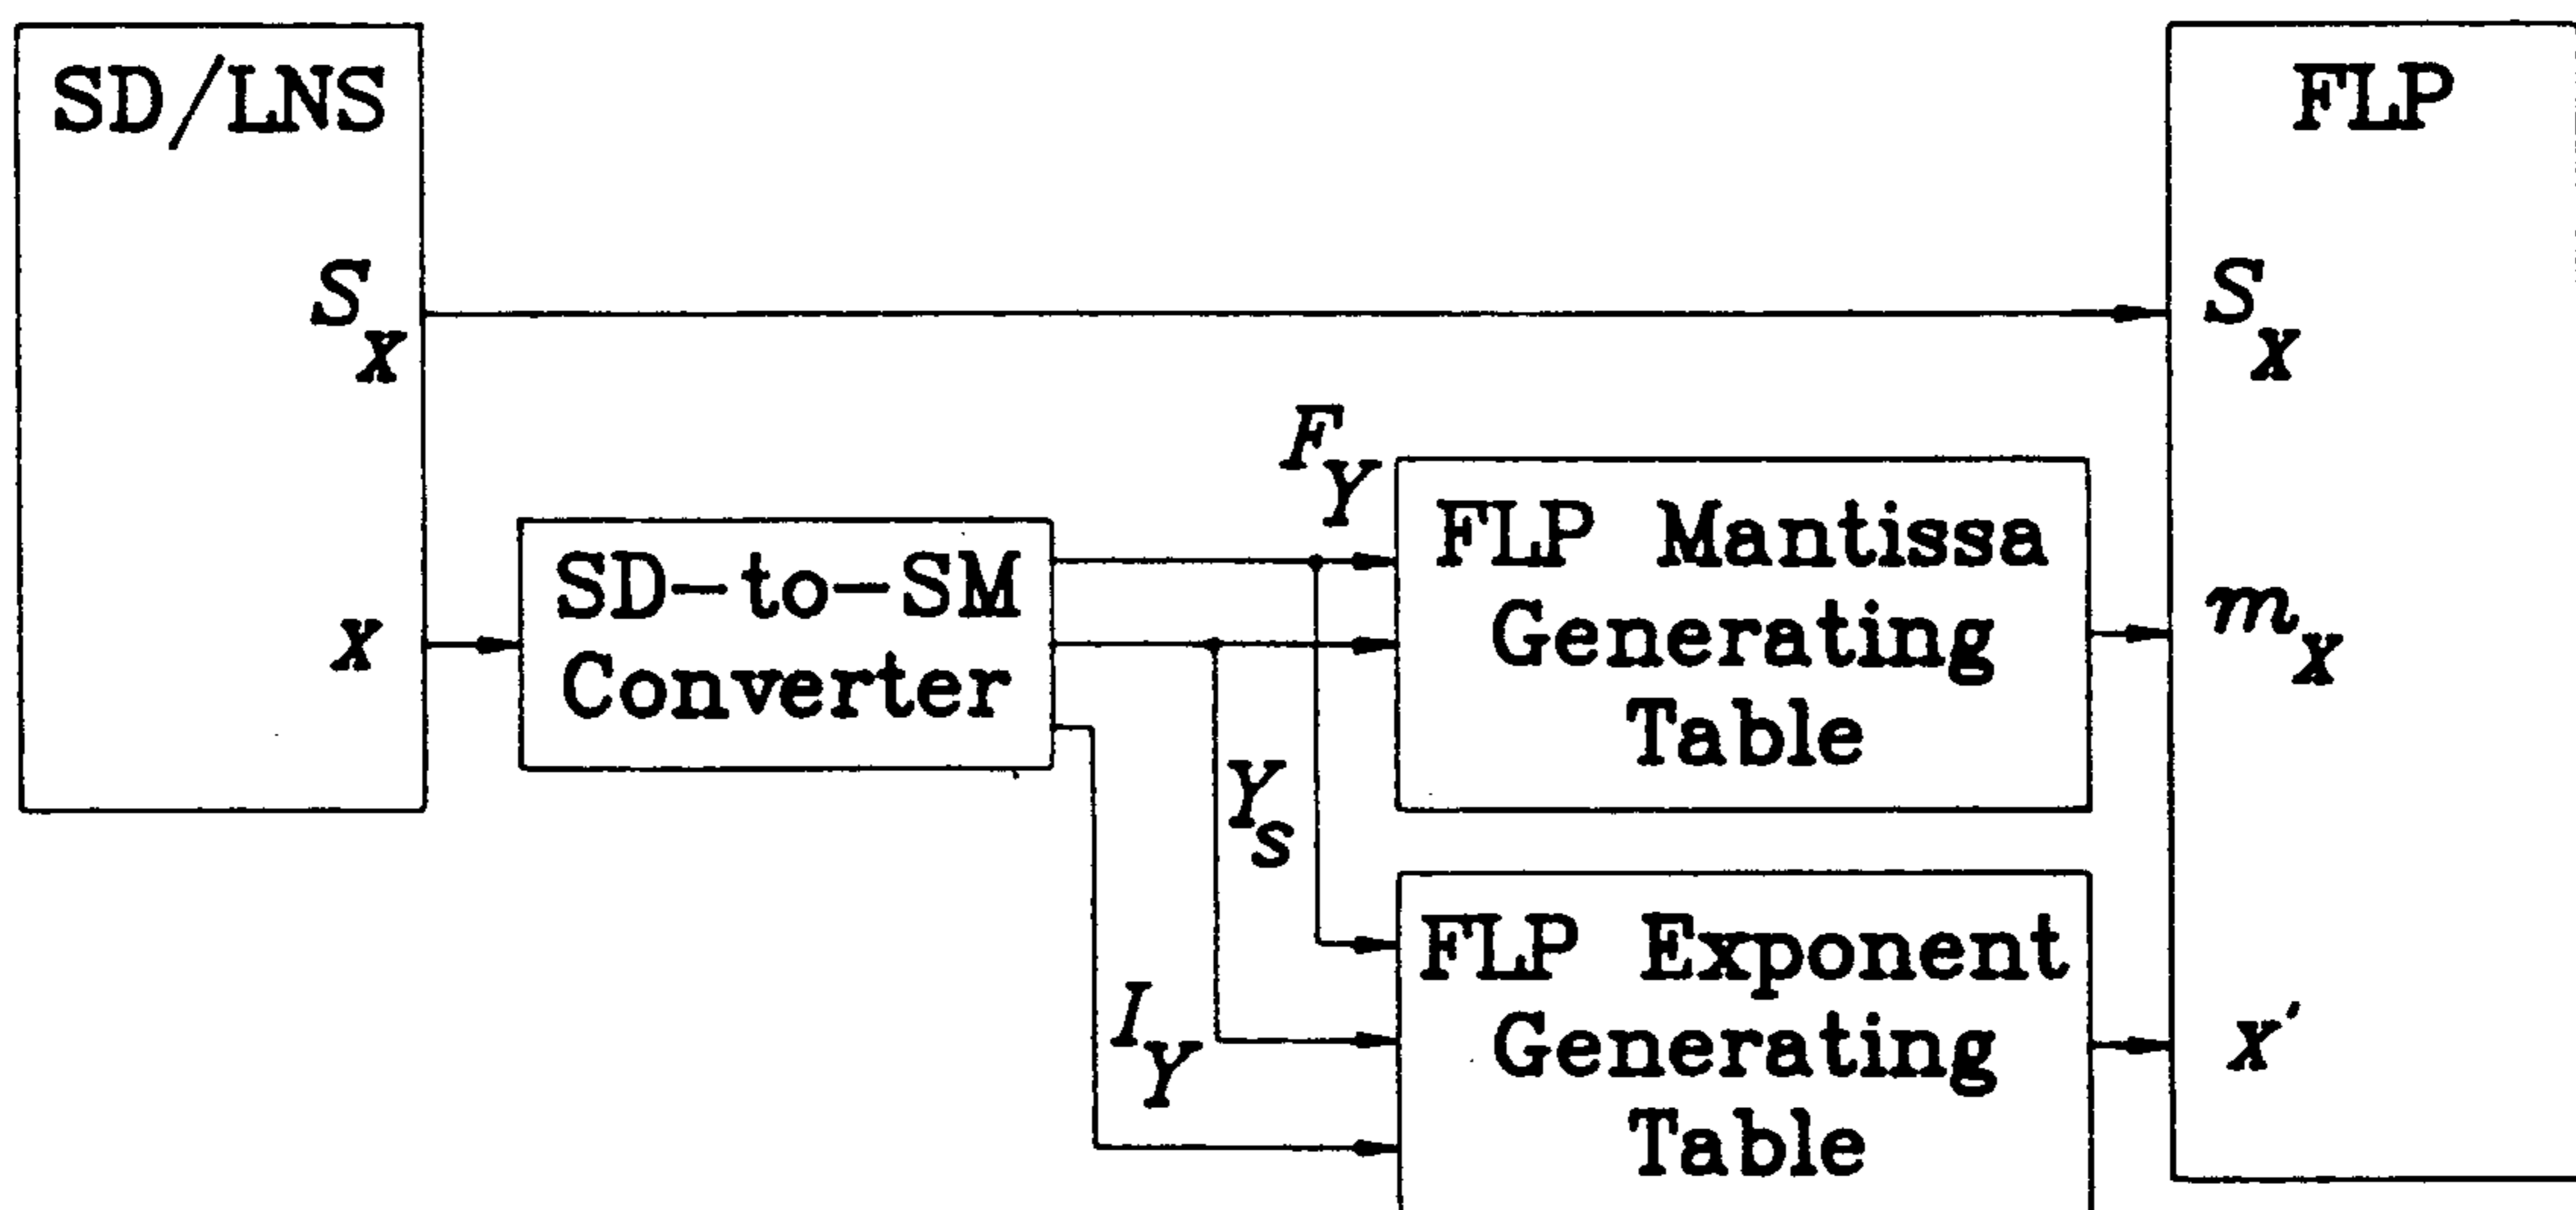 SD/LNS
FLP
S_X
S_X
F_Y
FLP Mantissa
Generating
Table
m_X
SD-to-SM
Converter
x
Y_S
FLP Exponent
Generating
Table
I_Y
x'